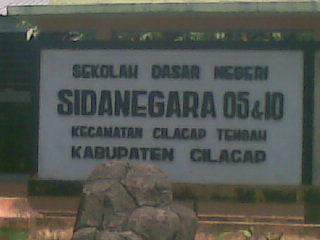 SEKOLAH DASAR NEGERI
SIDANEGARA 05&10
KECAMATAN CILACAP TENGAH
KABUPATEN CILACAP